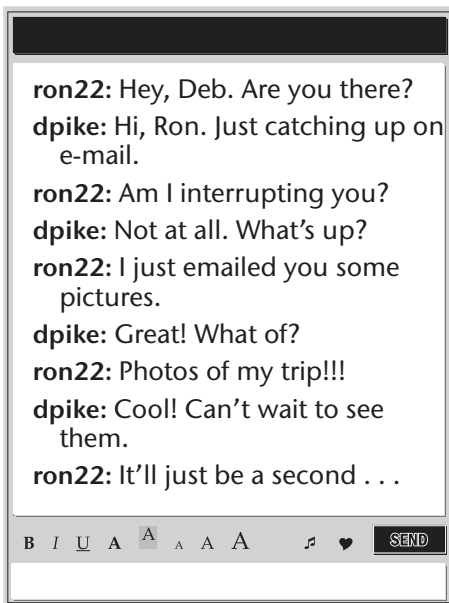 ron22: Hey, Deb. Are you there?
dpike: Hi, Ron. Just catching up on
e-mail.
ron22: Am I interrupting you?
dpike: Not at all. What's up?
ron22: I just emailed you some
pictures.
dpike: Great! What of?
ron22: Photos of my trip!!!
dpike: Cool! Can't wait to see
them.
ron22: It'll just be a second . . .
B I U A A A A A SEND